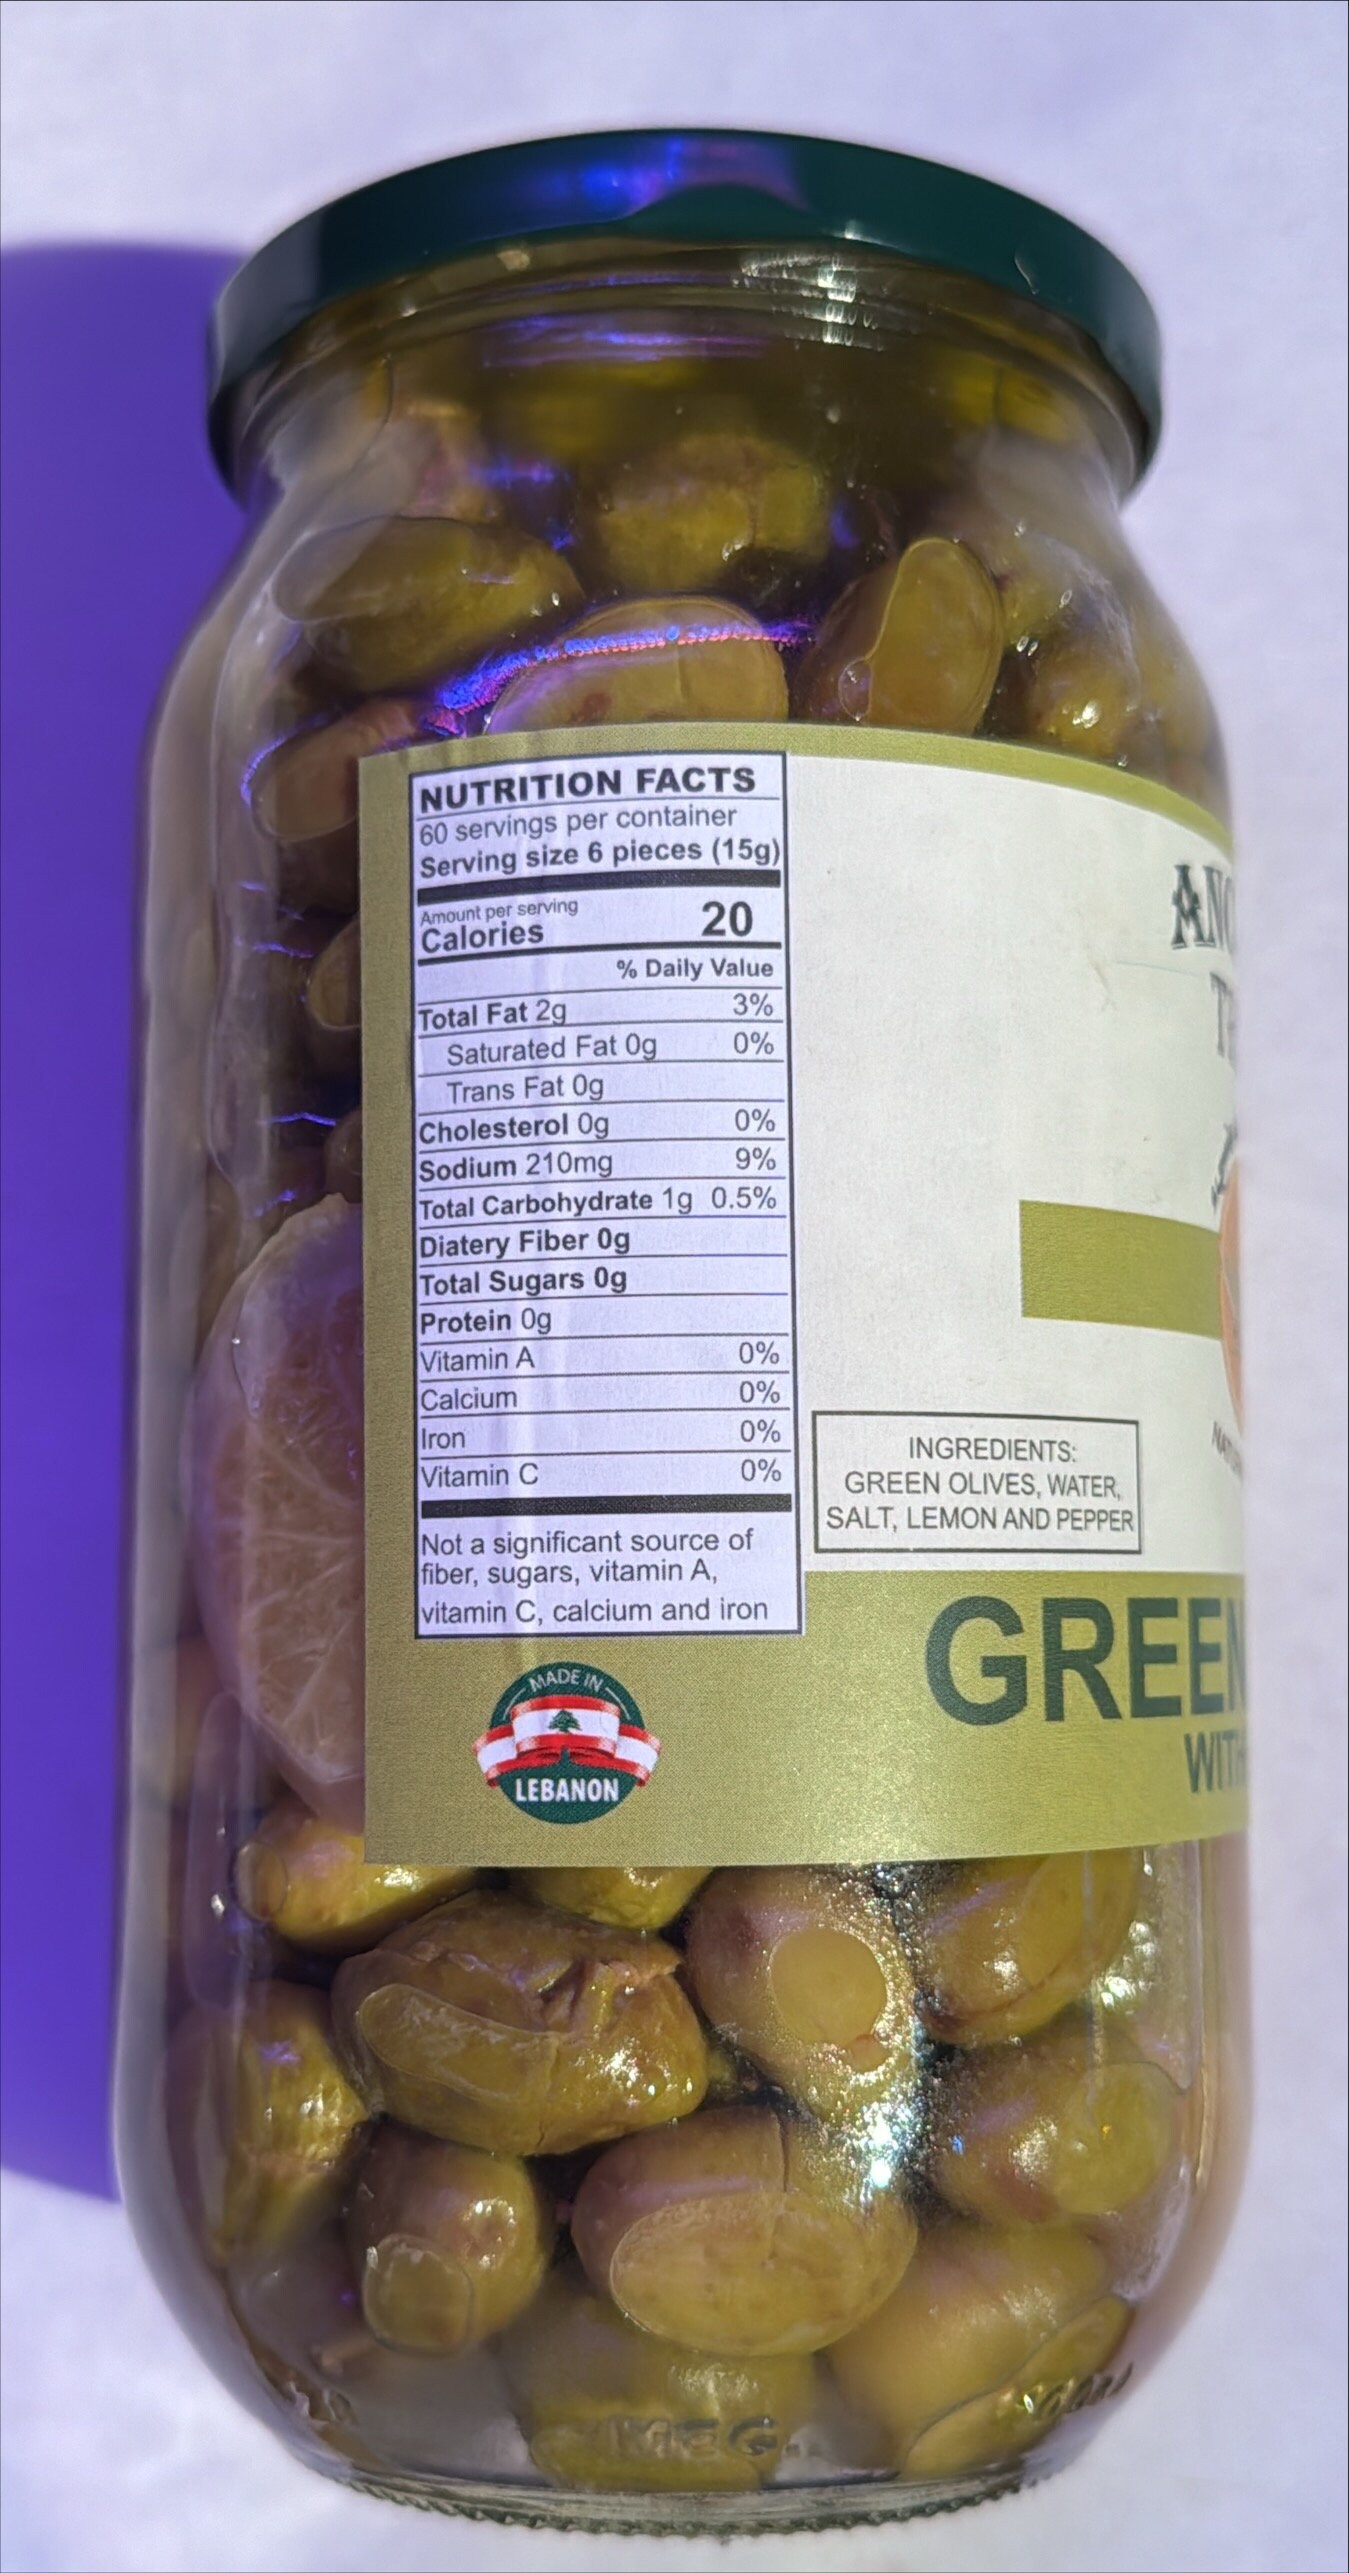 NUTRITION FACTS
60 servings per container
Serving size 6 pieces (15g)
Amount per serving
Calories 20
% Daily Value
Total Fat 2g 3%
Saturated Fat 0g 0%
Trans Fat 0g
Cholesterol 0g 0%
Sodium 210mg 9%
Total Carbohydrate 1g 0.5%
Diatery Fiber 0g
Total Sugars 0g
Protein 0g
Vitamin A 0%
Calcium 0%
Iron 0%
Vitamin C 0%
Not a significant source of
fiber, sugars, vitamin A,
vitamin C, calcium and iron
MADE IN
LEBANON
INGREDIENTS:
GREEN OLIVES, WATER,
SALT, LEMON AND PEPPER
GREEN
WITH